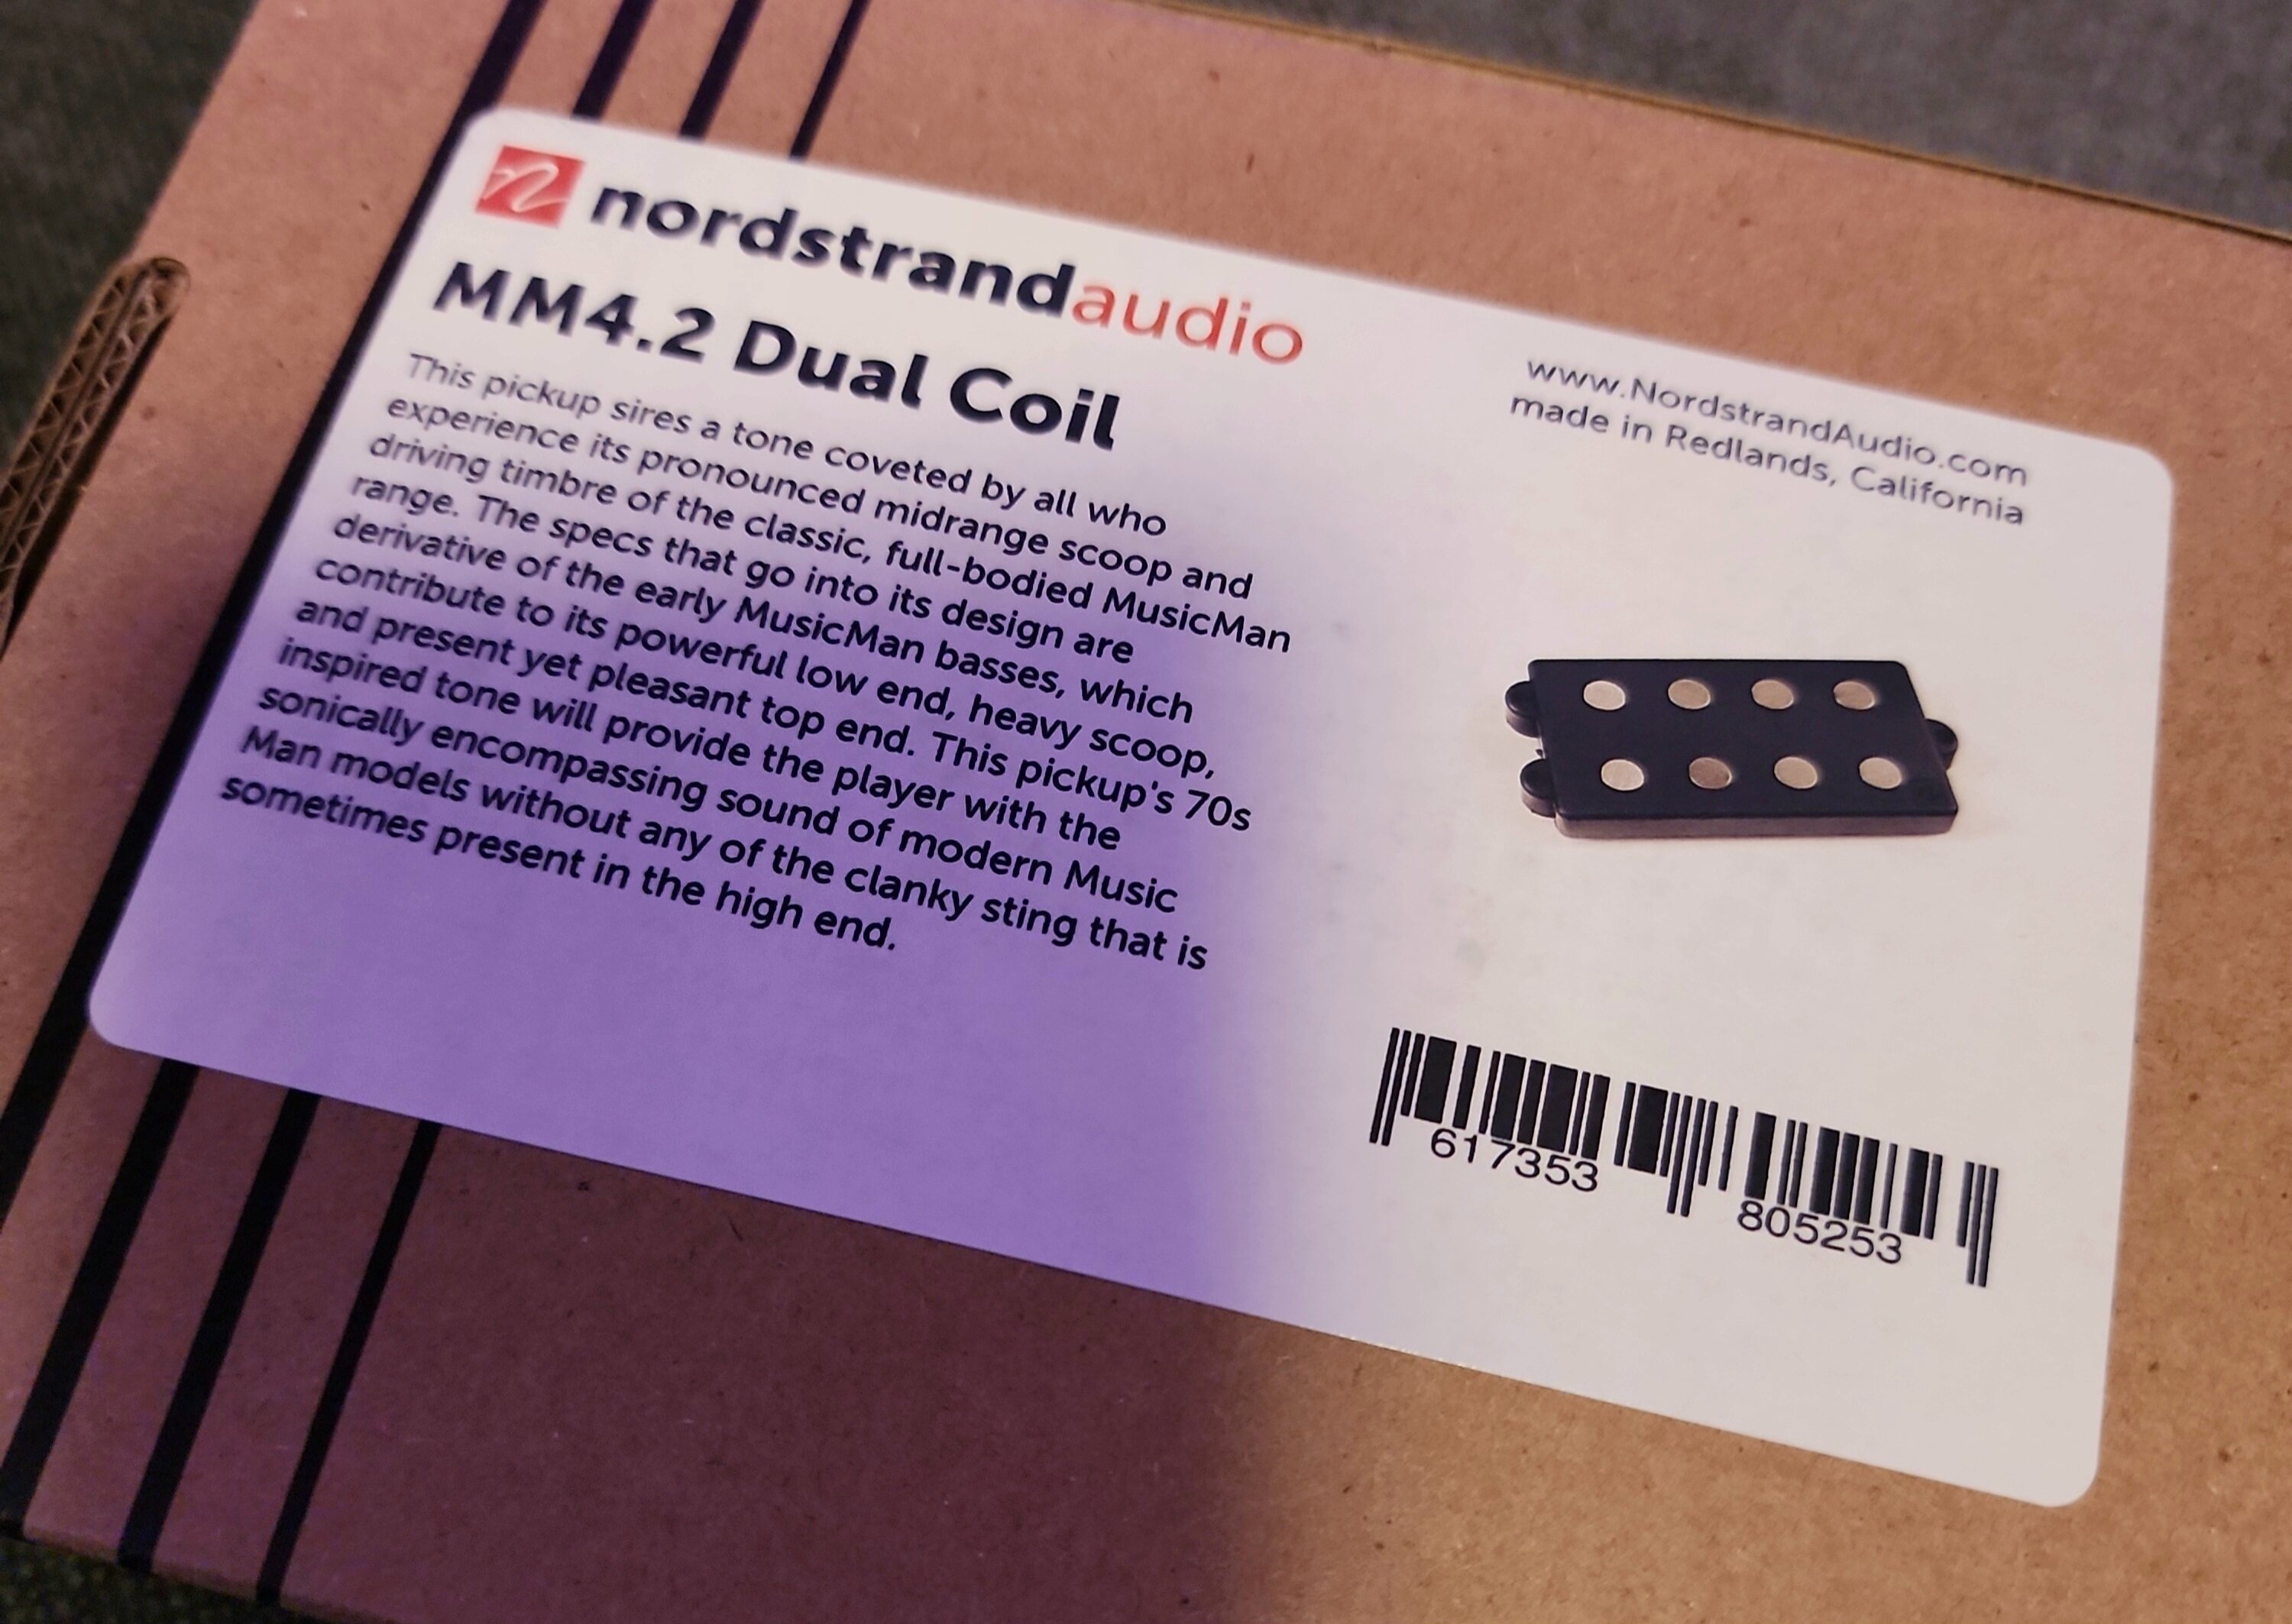 nordstrandaudio
MM4.2 Dual Coil
This pickup sires a tone coveted by all who
experience its pronounced midrange scoop and
driving timbre of the classic, full-bodied MusicMan
range. The specs that go into its design are
derivative of the early MusicMan basses, which
contribute to its powerful low end, heavy scoop,
and present yet pleasant top end. This pickup's 70s
inspired tone will provide the player with the
sonically encompassing sound of modern Music
Man models without any of the clanky sting that is
sometimes present in the high end.
www.NordstrandAudio.com
made in Redlands, California
617353 805253